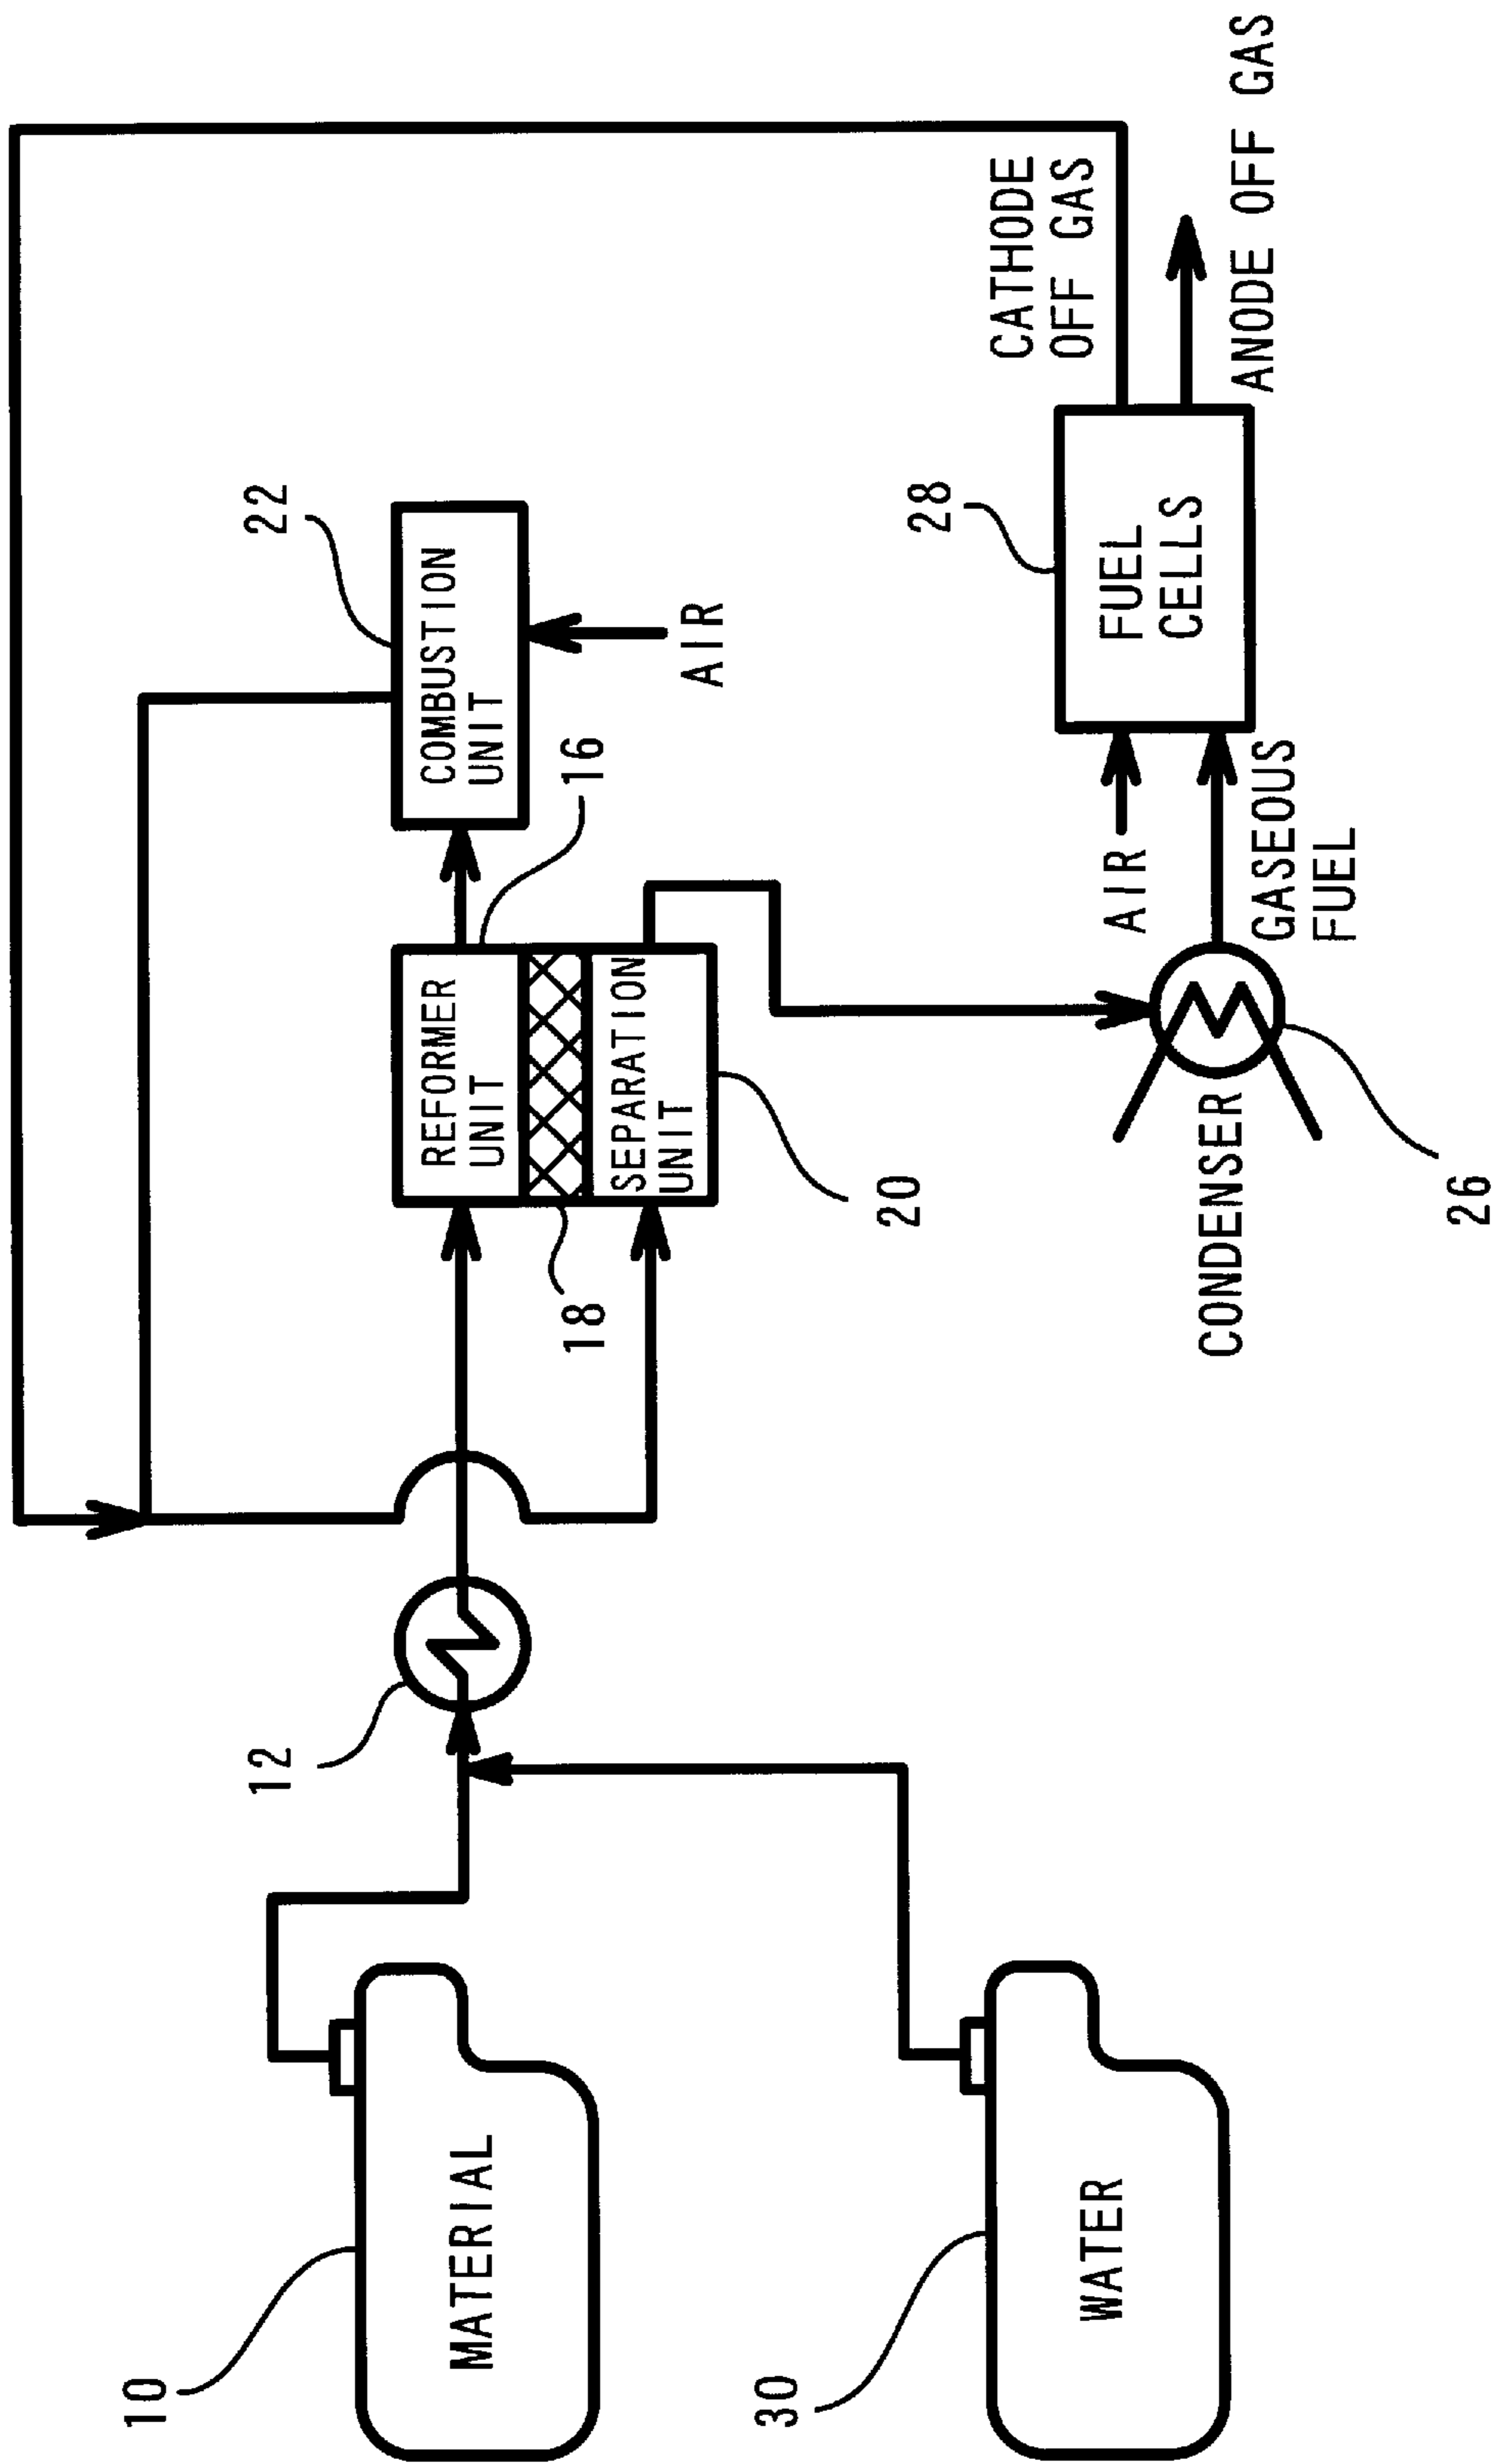 10
MATERIAL
30
WATER
12
18
REFORMER
UNIT
SEPARATION
UNIT
16
20
22
COMBUSTION
UNIT
AIR
CONDENSER
26
AIR
GASEOUS
FUEL
28
FUEL
CELLS
CATHODE
OFF GAS
ANODE OFF GAS